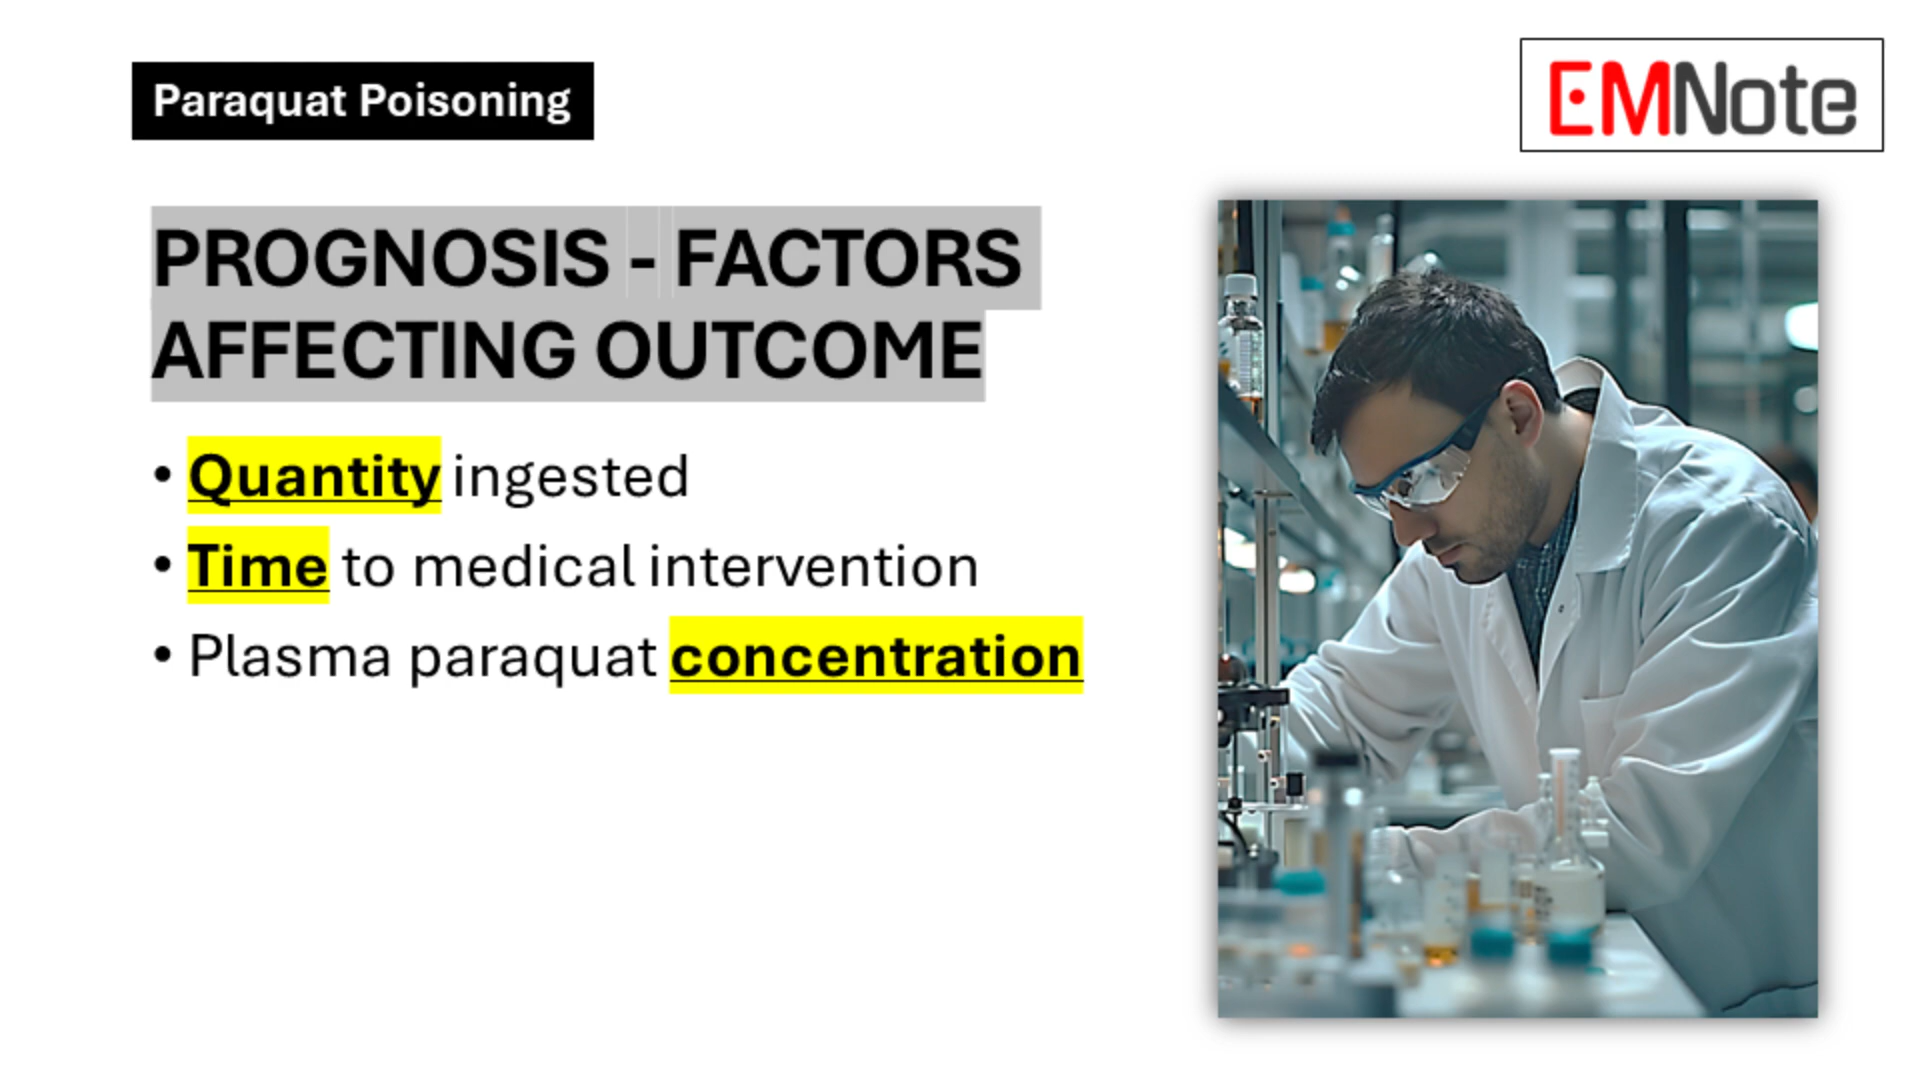 Paraquat Poisoning
EMNote
PROGNOSIS - FACTORS
AFFECTING OUTCOME
• Quantity ingested
• Time to medical intervention
• Plasma paraquat concentration